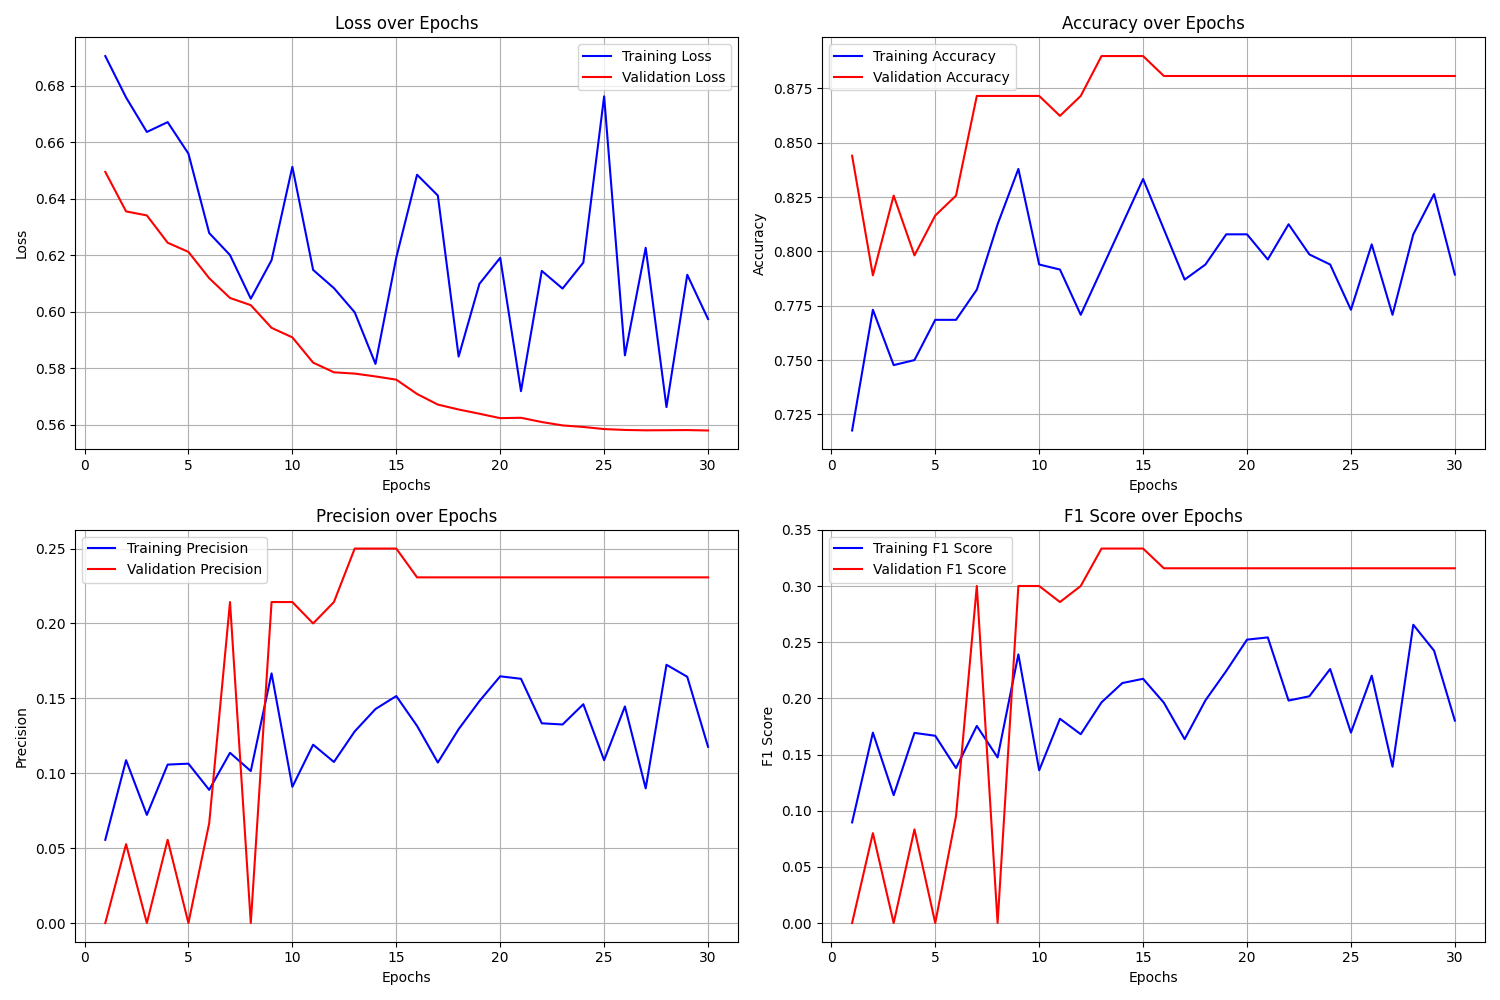 Loss over Epochs
Training Loss
Validation Loss
0.68
0.66
0.64
0.62
0.60
0.58
0.56
Loss
0
5
10
15
20
25
30
Epochs
Accuracy over Epochs
Training Accuracy
Validation Accuracy
0.875
0.850
0.825
0.800
0.775
0.750
0.725
Accuracy
0
5
10
15
20
25
30
Epochs
Precision over Epochs
Training Precision
Validation Precision
0.25
0.20
0.15
0.10
0.05
0.00
Precision
0
5
10
15
20
25
30
Epochs
F1 Score over Epochs
Training F1 Score
Validation F1 Score
0.35
0.30
0.25
0.20
0.15
0.10
0.05
0.00
F1 Score
0
5
10
15
20
25
30
Epochs